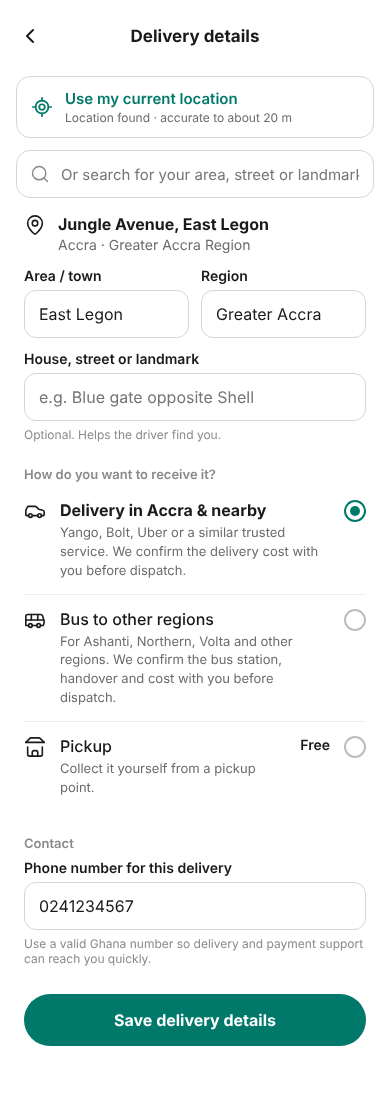 Delivery details
Use my current location
Location found · accurate to about 20 m
Or search for your area, street or landmark
Jungle Avenue, East Legon
Accra · Greater Accra Region
Area / town
Region
East Legon
Greater Accra
House, street or landmark
e.g. Blue gate opposite Shell
Optional. Helps the driver find you.
How do you want to receive it?
Delivery in Accra & nearby
Yango, Bolt, Uber or a similar trusted
service. We confirm the delivery cost with
you before dispatch.
Bus to other regions
For Ashanti, Northern, Volta and other
regions. We confirm the bus station,
handover and cost with you before
dispatch.
Pickup
Free
Collect it yourself from a pickup
point.
Contact
Phone number for this delivery
0241234567
Use a valid Ghana number so delivery and payment support
can reach you quickly.
Save delivery details